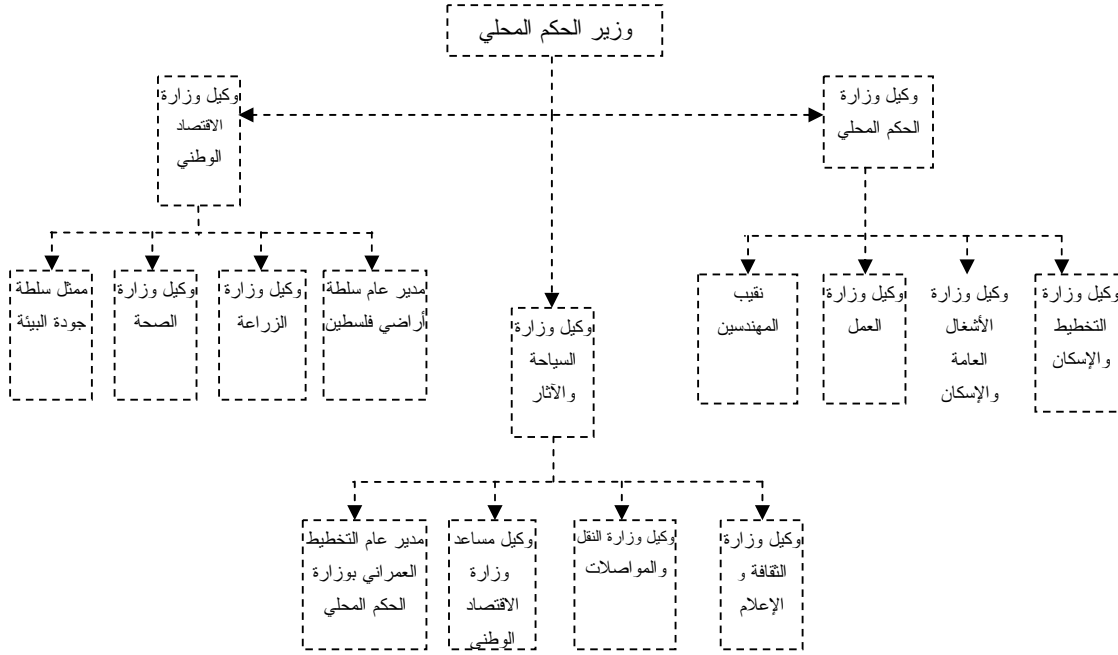 وزير الحكم المحلي
وكيل وزارة
الحكم المحلي
وكيل وزارة
الاقتصاد
الوطني
وكيل وزارة
التخطيط
والإسكان
وكيل وزارة
الأشغال
العامة
والإسكان
وكيل وزارة
العمل
نقيب
المهندسين
وكيل وزارة
السياحة
والآثار
مدير عام سلطة
أراضي فلسطين
وكيل وزارة
الزراعة
وكيل وزارة
الصحة
ممثل سلطة
جودة البيئة
وكيل وزارة
الثقافة و
الإعلام
وكيل وزارة النقل
والمواصلات
وكيل مساعد
وزارة
الاقتصاد
الوطني
مدير عام التخطيط
العمراني بوزارة
الحكم المحلي